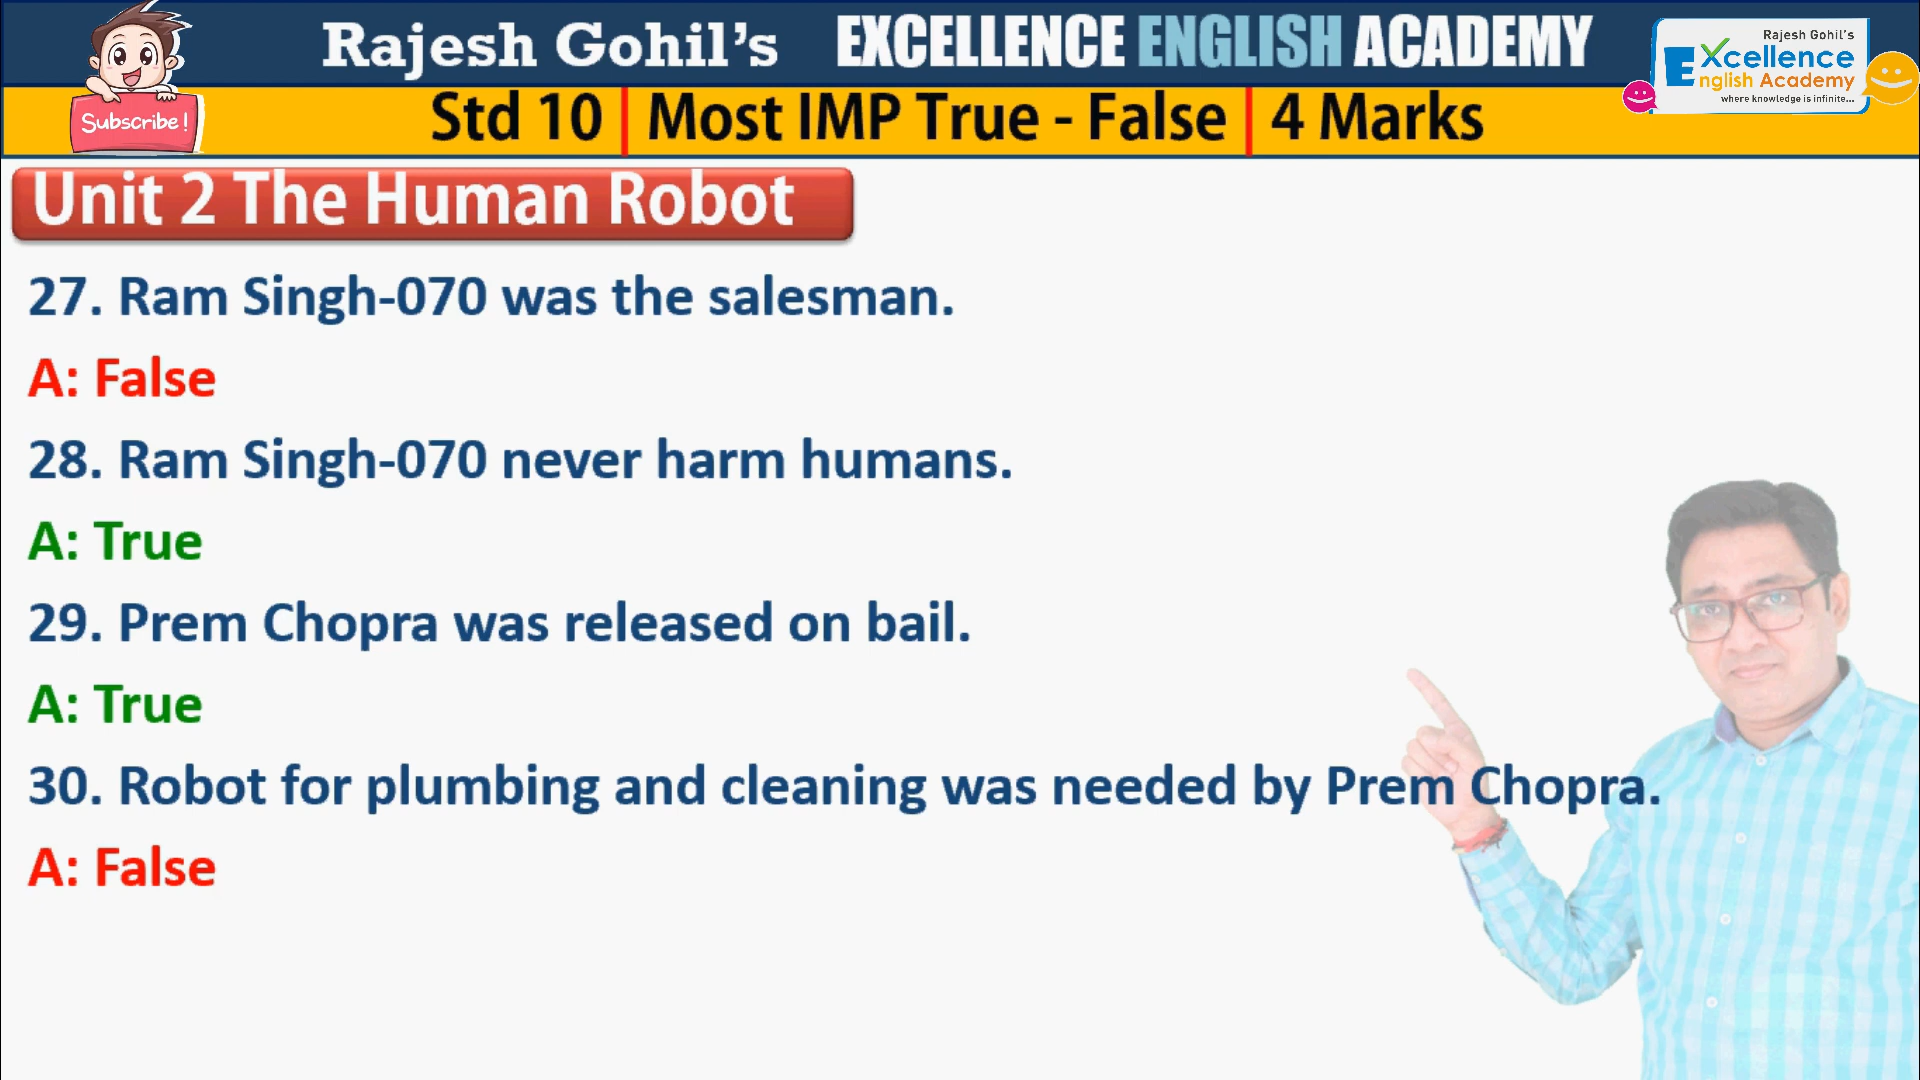 Rajesh Gohil's EXCELLENCE ENGLISH ACADEMY
Subscribe!
Rajesh Gohil's
Excellence
English Academy
where knowledge is infinite...
Std 10 | Most IMP True - False | 4 Marks
Unit 2 The Human Robot
27. Ram Singh-070 was the salesman.
A: False
28. Ram Singh-070 never harm humans.
A: True
29. Prem Chopra was released on bail.
A: True
30. Robot for plumbing and cleaning was needed by Prem Chopra.
A: False